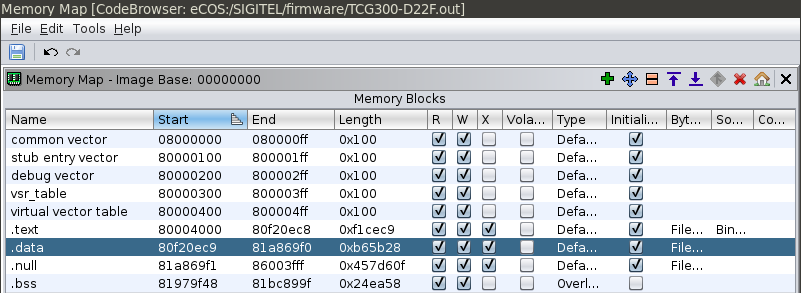 Memory Map [CodeBrowser: eCOS:/SIGITEL/firmware/TCG300-D22F.out]
File Edit Tools Help
Memory Map - Image Base: 00000000
Memory Blocks
Name Start End Length R W X Vola... Type Initiali... Byt... So... Co...
common vector 08000000 080000ff 0x100 Defa...
stub entry vector 80000100 800001ff 0x100 Defa...
debug vector 80000200 800002ff 0x100 Defa...
vsr_table 80000300 800003ff 0x100 Defa...
virtual vector table 80000400 800004ff 0x100 Defa...
.text 80004000 80f20ec8 0xf1cec9 Defa... File... Bin...
.data 80f20ec9 81a869f0 0xb65b28 Defa... File...
.null 81a869f1 86003fff 0x457d60f Defa... File...
.bss 81979f48 81bc899f 0x24ea58 Overl...